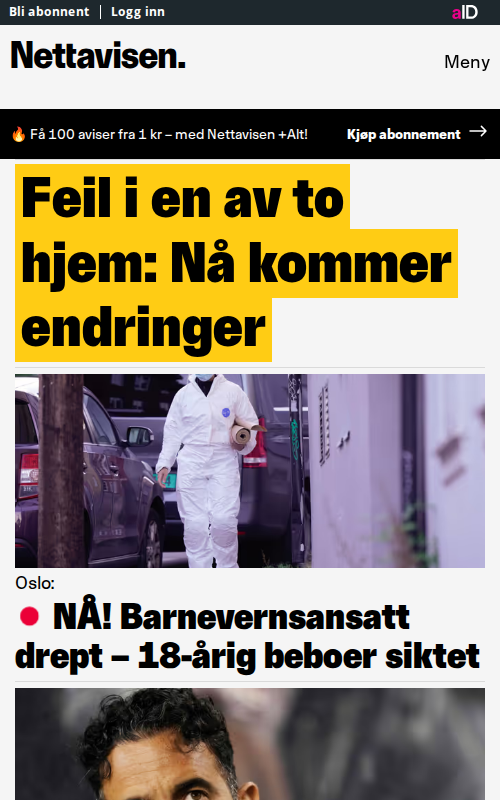 Bli abonnent | Logg inn
aID
Nettavisen.
Meny
🔥 Få 100 aviser fra 1 kr – med Nettavisen +Alt!
Kjøp abonnement →
Feil i en av to
hjem: Nå kommer
endringer
Oslo:
NÅ! Barnevernsansatt
drept – 18-årig beboer siktet